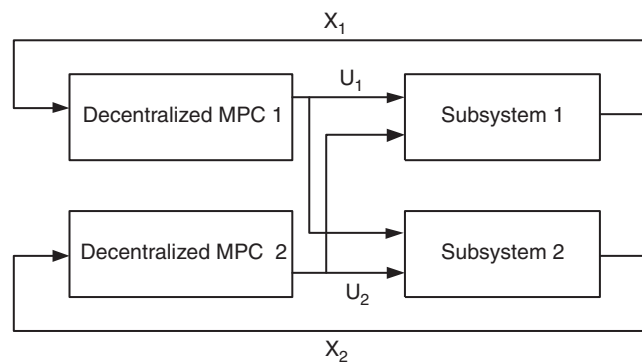 X₁
U₁
Decentralized MPC 1
Subsystem 1
Decentralized MPC 2
Subsystem 2
U₂
X₂